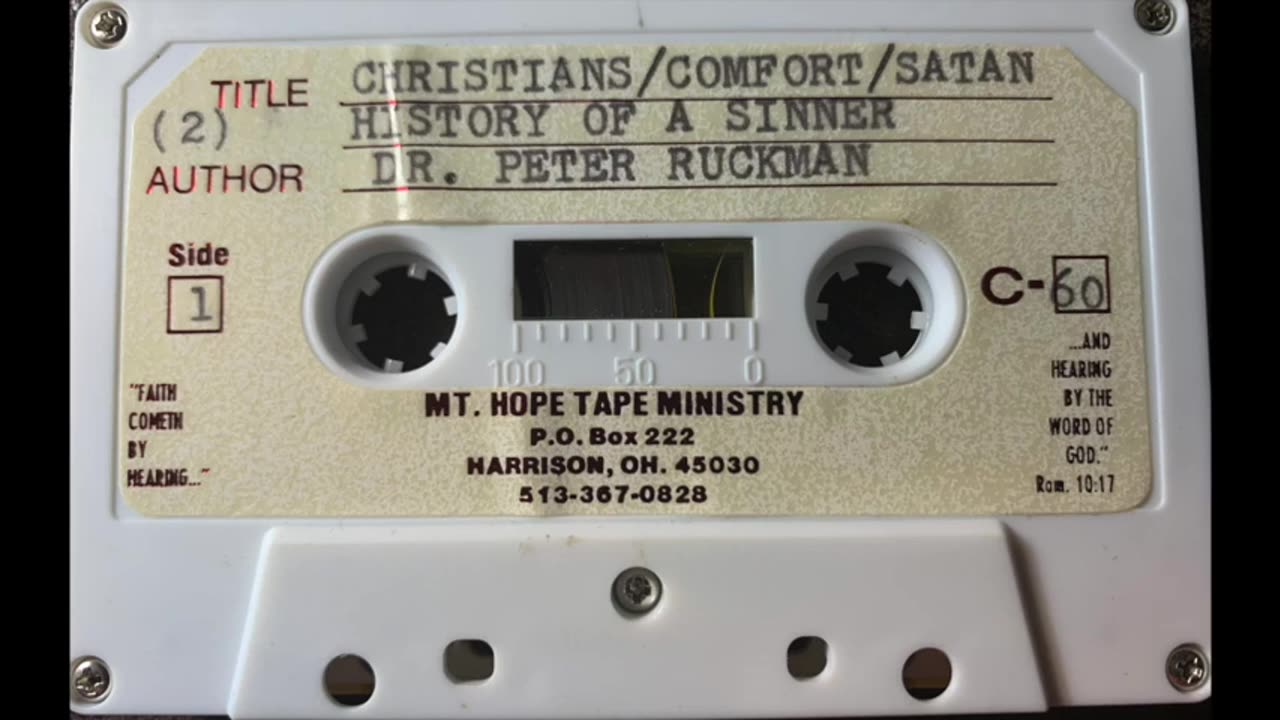 TITLE CHRISTIANS/COMFORT/SATAN
(2) HISTORY OF A SINNER
AUTHOR DR. PETER RUCKMAN
Side
1
C-60
100 50 0
"FAITH
COMETH
BY
HEARING..."
...AND
HEARING
BY THE
WORD OF
GOD."
Rom. 10:17
MT. HOPE TAPE MINISTRY
P.O. Box 222
HARRISON, OH. 45030
513-367-0828